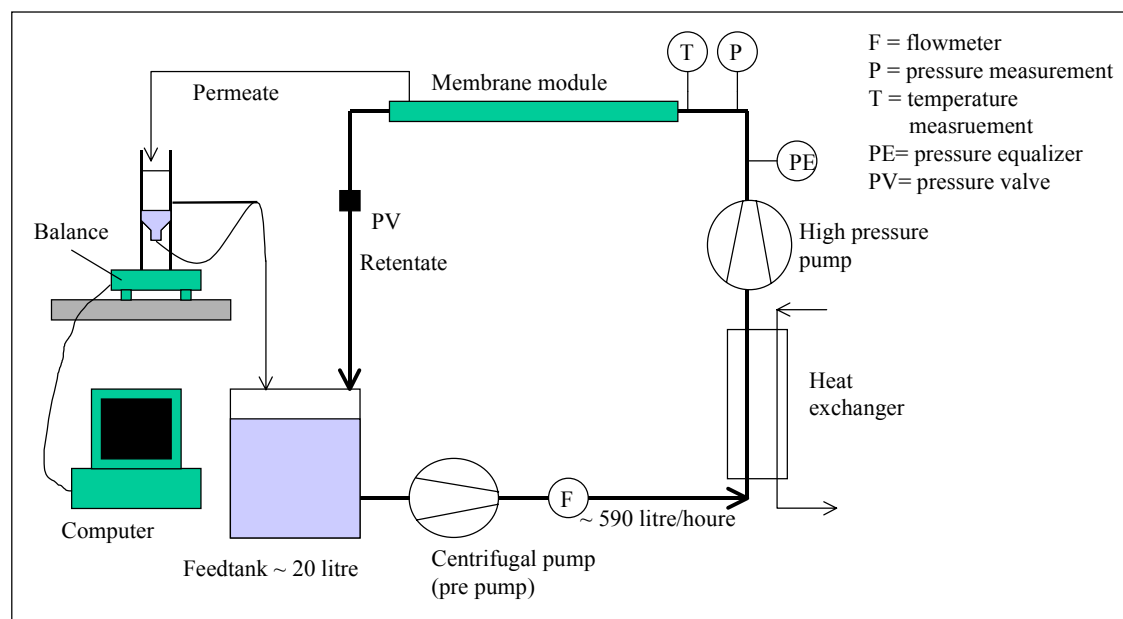 T
P
F = flowmeter
P = pressure measurement
T = temperature
measruement
PE= pressure equalizer
PV= pressure valve
Permeate
Membrane module
PE
PV
Balance
Retentate
High pressure
pump
Heat
exchanger
Computer
F
~ 590 litre/houre
Feedtank ~ 20 litre
Centrifugal pump
(pre pump)